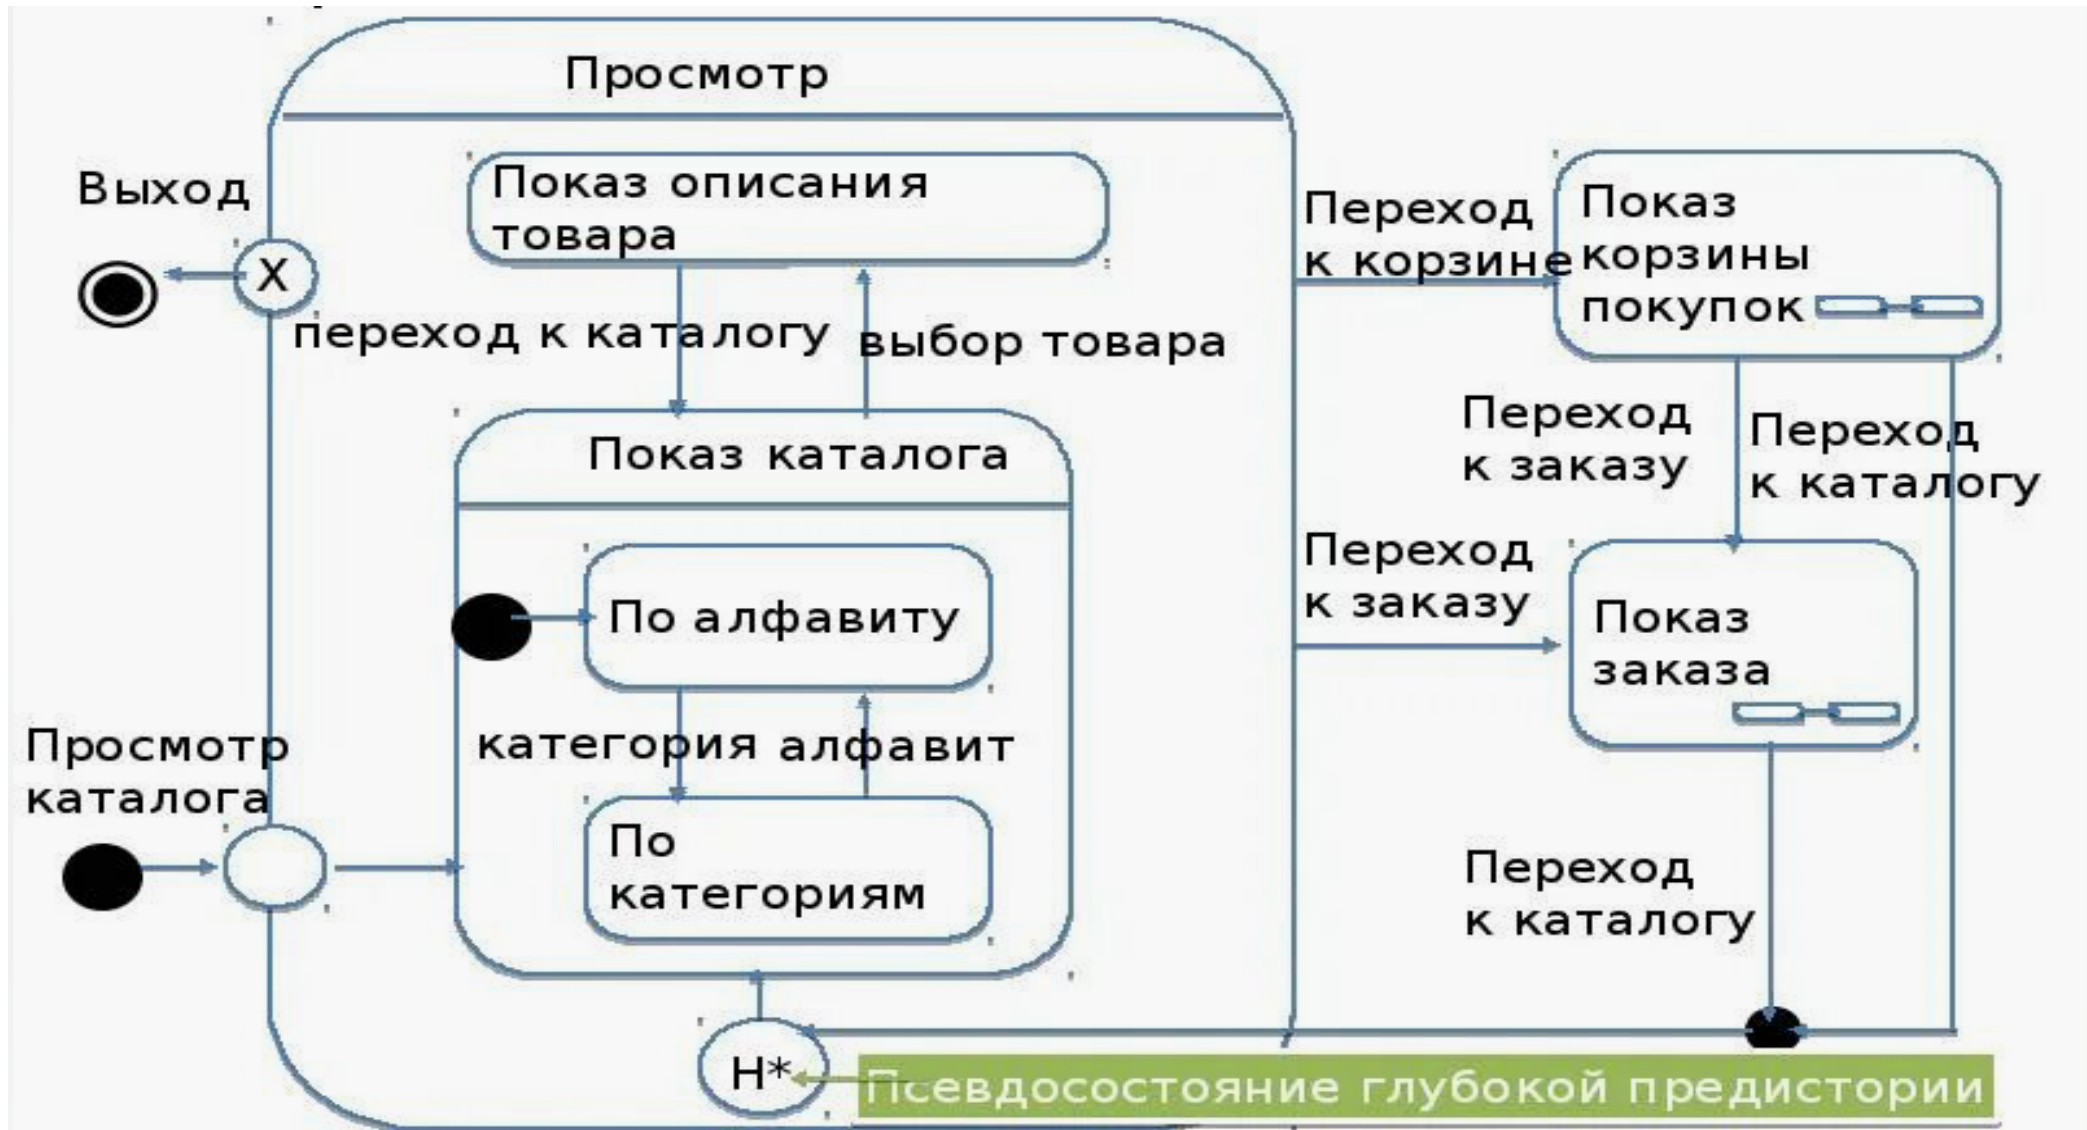 Просмотр
Показ описания
товара
Выход
X
переход к каталогу
выбор товара
Переход
к корзине
Показ
корзины
покупок
Показ каталога
Переход
к заказу
Переход
к каталогу
По алфавиту
Переход
к заказу
Показ
заказа
категория
алфавит
Просмотр
каталога
По
категориям
Переход
к каталогу
H*
Псевдосостояние глубокой предистории